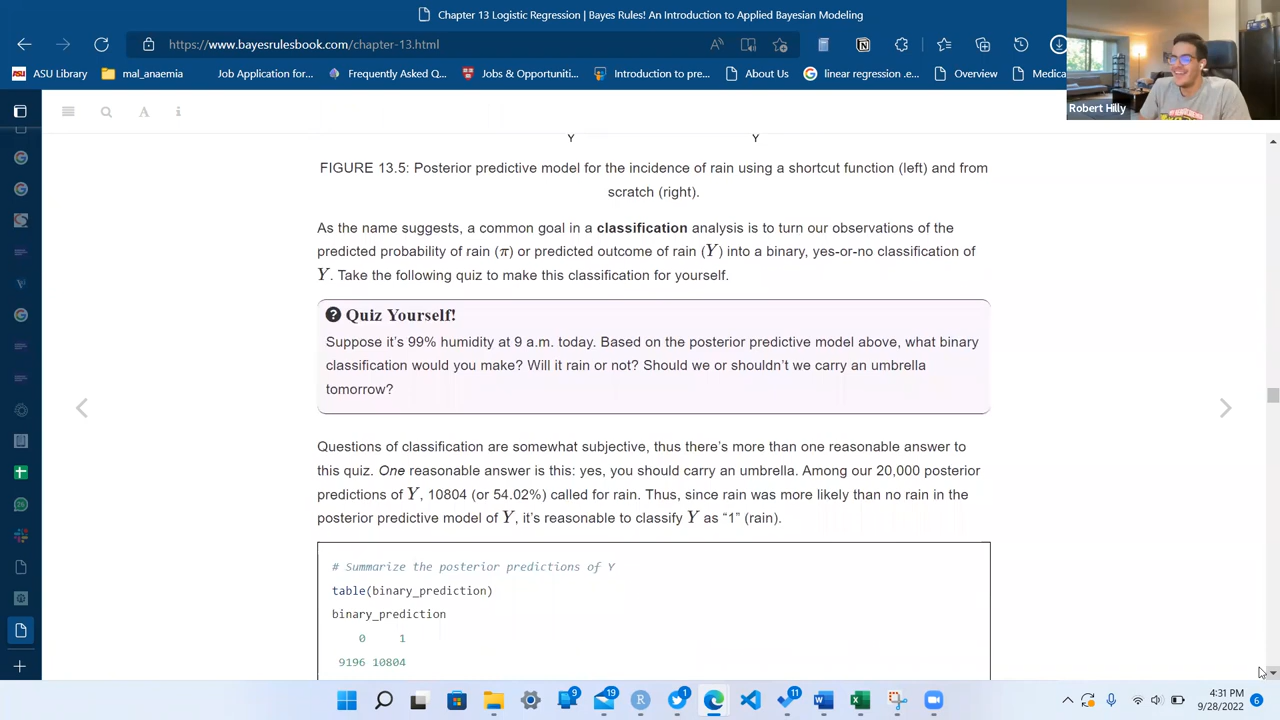 Chapter 13 Logistic Regression | Bayes Rules! An Introduction to Applied Bayesian Modeling
https://www.bayesrulesbook.com/chapter-13.html
ASU Library
mal_anaemia
Job Application for...
Frequently Asked Q...
Jobs & Opportuniti...
Introduction to pre...
About Us
linear regression .e...
Overview
Medica
Robert Hilly
Y Y
FIGURE 13.5: Posterior predictive model for the incidence of rain using a shortcut function (left) and from
scratch (right).
As the name suggests, a common goal in a classification analysis is to turn our observations of the
predicted probability of rain (π) or predicted outcome of rain (Y) into a binary, yes-or-no classification of
Y. Take the following quiz to make this classification for yourself.
Quiz Yourself!
Suppose it's 99% humidity at 9 a.m. today. Based on the posterior predictive model above, what binary
classification would you make? Will it rain or not? Should we or shouldn't we carry an umbrella
tomorrow?
Questions of classification are somewhat subjective, thus there's more than one reasonable answer to
this quiz. One reasonable answer is this: yes, you should carry an umbrella. Among our 20,000 posterior
predictions of Y, 10804 (or 54.02%) called for rain. Thus, since rain was more likely than no rain in the
posterior predictive model of Y, it's reasonable to classify Y as “1” (rain).
# Summarize the posterior predictions of Y
table(binary_prediction)
binary_prediction
0 1
9196 10804
9
19
1
11
4:31 PM
9/28/2022
6